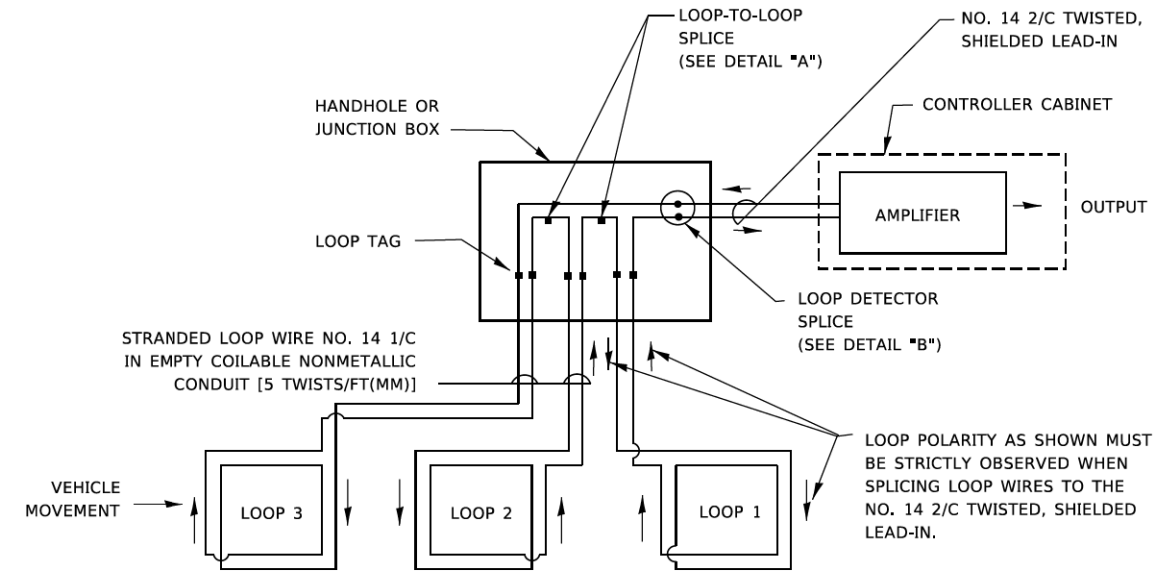 LOOP-TO-LOOP
SPLICE
(SEE DETAIL "A")
NO. 14 2/C TWISTED,
SHIELDED LEAD-IN
HANDHOLE OR
JUNCTION BOX
CONTROLLER CABINET
AMPLIFIER
OUTPUT
LOOP TAG
LOOP DETECTOR
SPLICE
(SEE DETAIL "B")
STRANDED LOOP WIRE NO. 14 1/C
IN EMPTY COILABLE NONMETALLIC
CONDUIT [5 TWISTS/FT(MM)]
LOOP POLARITY AS SHOWN MUST
BE STRICTLY OBSERVED WHEN
SPLICING LOOP WIRES TO THE
NO. 14 2/C TWISTED, SHIELDED
LEAD-IN.
VEHICLE
MOVEMENT
LOOP 3
LOOP 2
LOOP 1